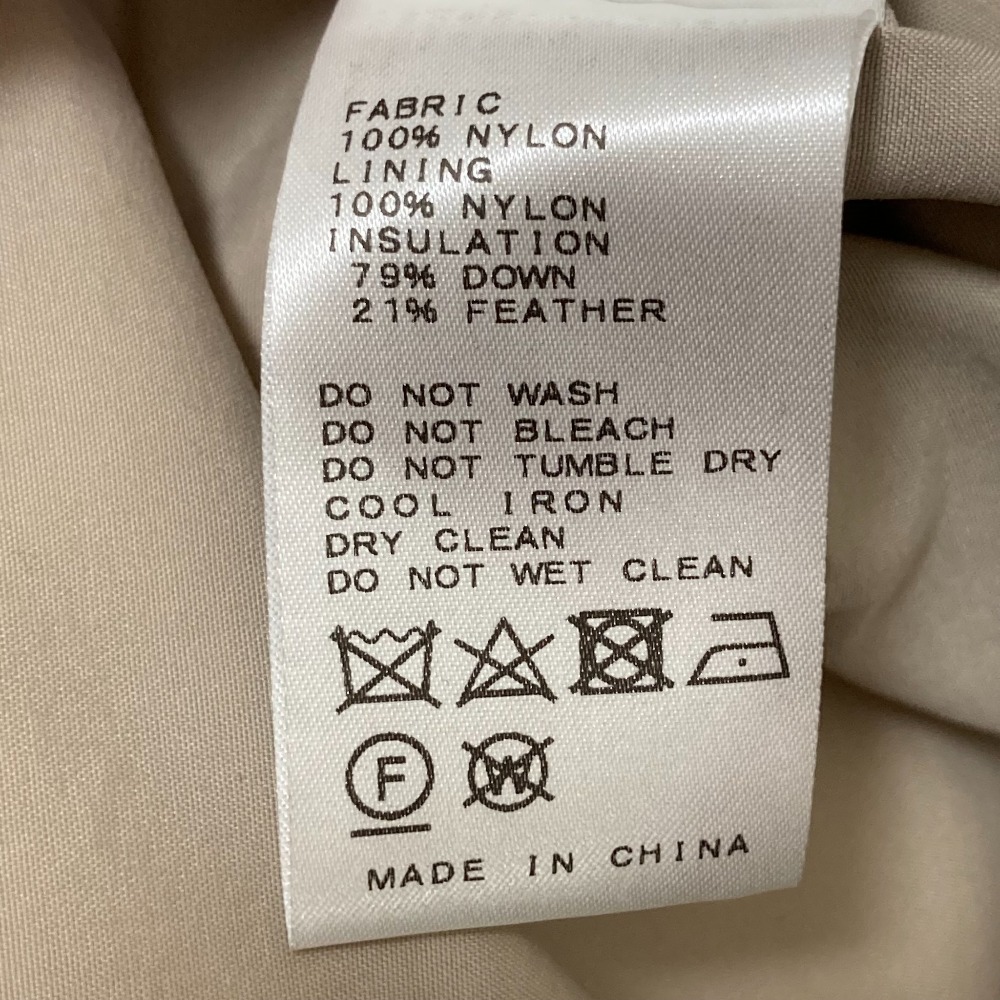 FABRIC
100% NYLON
LINING
100% NYLON
INSULATION
79% DOWN
21% FEATHER
DO NOT WASH
DO NOT BLEACH
DO NOT TUMBLE DRY
COOL IRON
DRY CLEAN
DO NOT WET CLEAN
F W
MADE IN CHINA